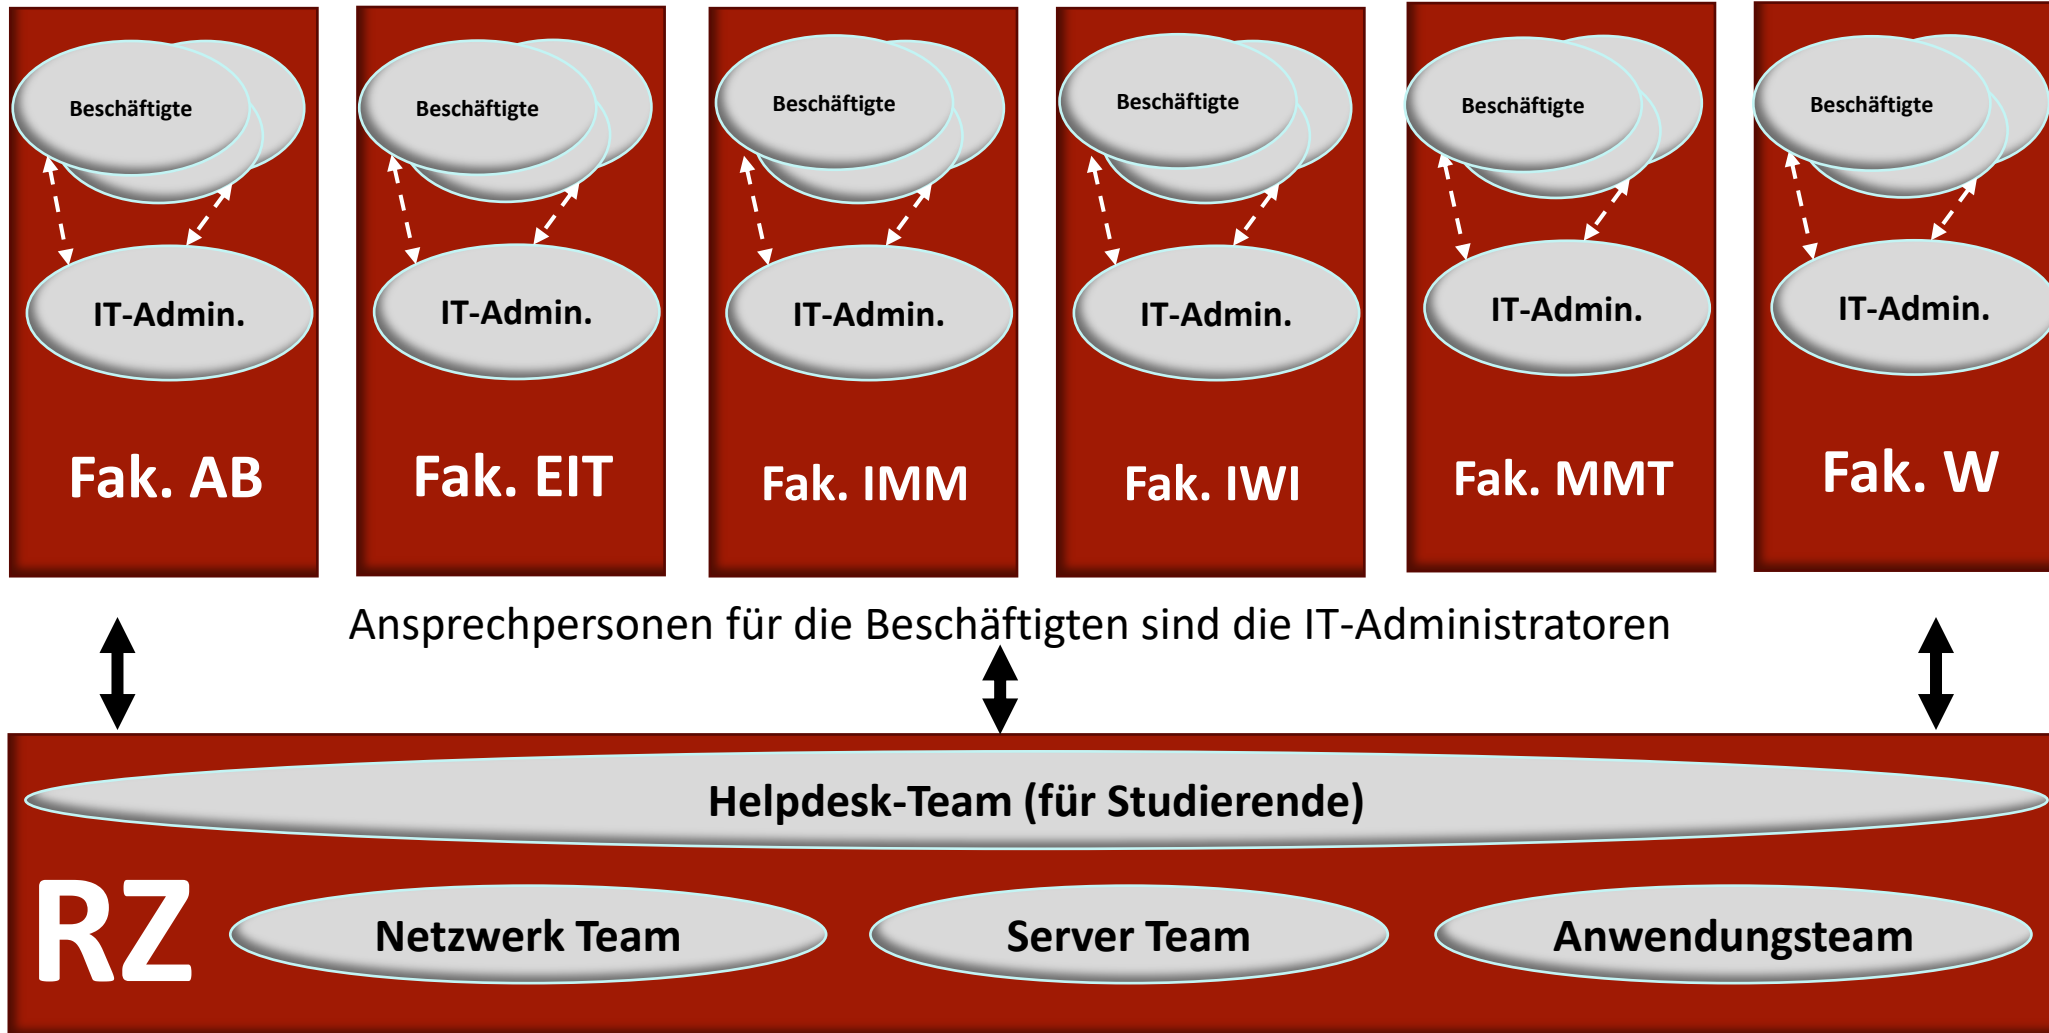 Beschäftigte
Beschäftigte
Beschäftigte
Beschäftigte
Beschäftigte
Beschäftigte
IT-Admin.
IT-Admin.
IT-Admin.
IT-Admin.
IT-Admin.
IT-Admin.
Fak. AB
Fak. EIT
Fak. IMM
Fak. IWI
Fak. MMT
Fak. W
Ansprechpersonen für die Beschäftigten sind die IT-Administratoren
Helpdesk-Team (für Studierende)
RZ
Netzwerk Team
Server Team
Anwendungsteam